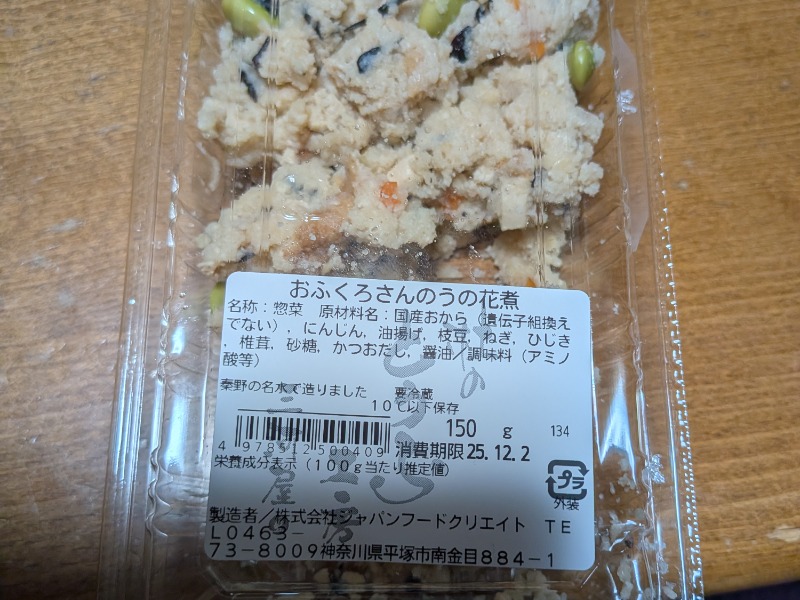 おふくろさんのうの花煮
名称：惣菜　原材料名：国産おから（遺伝子組換え
でない），にんじん，油揚げ，枝豆，ねぎ，ひじき
，椎茸，砂糖，かつおだし，醤油／調味料（アミノ
酸等）
秦野の名水で造りました　要冷蔵
１０℃以下保存
150 g 134
4 978512 500409 消費期限 25.12.2
栄養成分表示（１００ｇ当たり推定値）
プラ
外装
製造者／株式会社ジャパンフードクリエイト　ＴＥ
Ｌ０４６３－
７３－８００９神奈川県平塚市南金目８８４－１